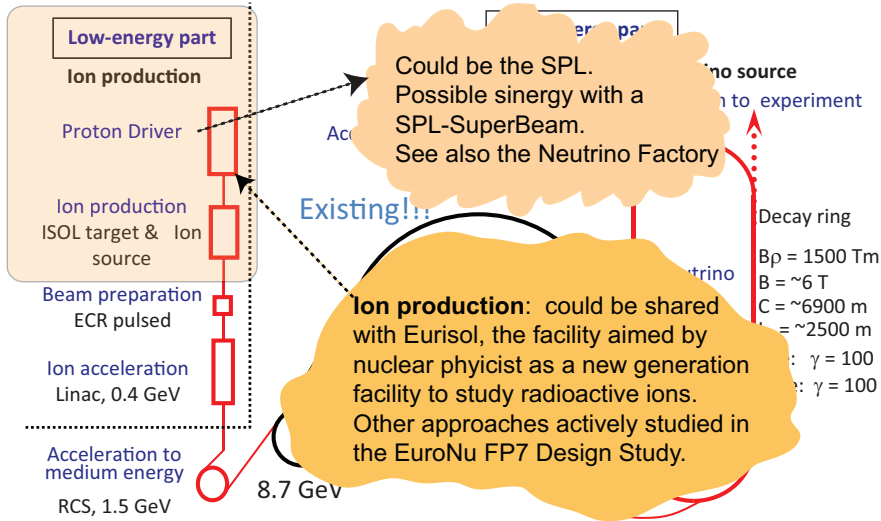 Low-energy part
Ion production
Proton Driver
Ion production
ISOL target & Ion
source
Beam preparation
ECR pulsed
Ion acceleration
Linac, 0.4 GeV
Acceleration to
medium energy
RCS, 1.5 GeV
8.7 GeV
Existing!!!
Could be the SPL.
Possible sinergy with a
SPL-SuperBeam.
See also the Neutrino Factory
source
to experiment
Decay ring
Bρ = 1500 Tm
B = ~6 T
C = ~6900 m
= ~2500 m
γ = 100
γ = 100
Ion production: could be shared
with Eurisol, the facility aimed by
nuclear phyicist as a new generation
facility to study radioactive ions.
Other approaches actively studied in
the EuroNu FP7 Design Study.